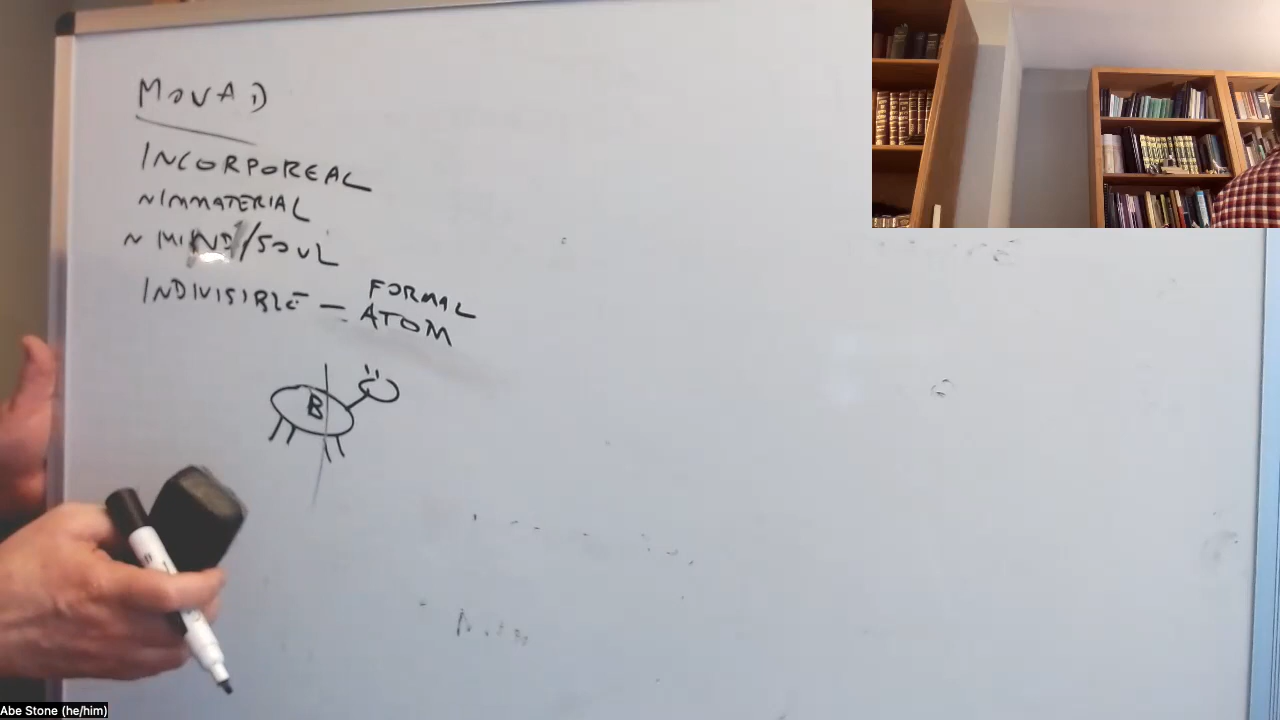 MONAD
INCORPOREAL
~IMMATERIAL
~ MIND/SOUL
INDIVISIBLE — FORMAL
ATOM
B
Abe Stone (he/him)